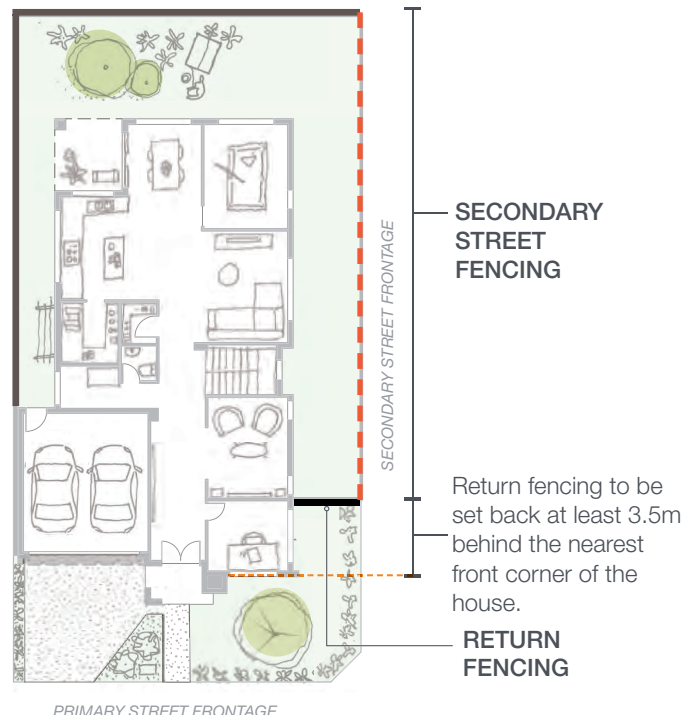 SECONDARY
STREET
FENCING
SECONDARY STREET FRONTAGE
Return fencing to be
set back at least 3.5m
behind the nearest
front corner of the
house.
RETURN
FENCING
PRIMARY STREET FRONTAGE